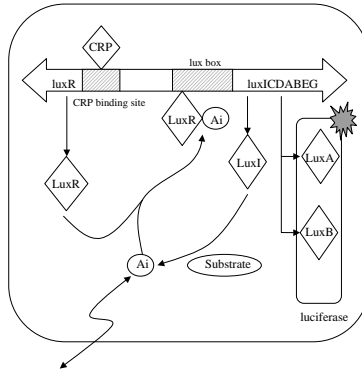 CRP
lux box
luxR
luxICDABEG
CRP binding site
LuxR
Ai
LuxA
LuxI
LuxR
LuxB
Ai
Substrate
luciferase